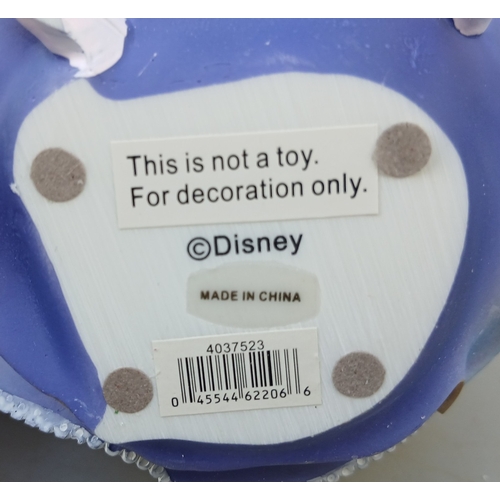 This is not a toy.
For decoration only.
©Disney
MADE IN CHINA
4037523
0 45544 62206 6